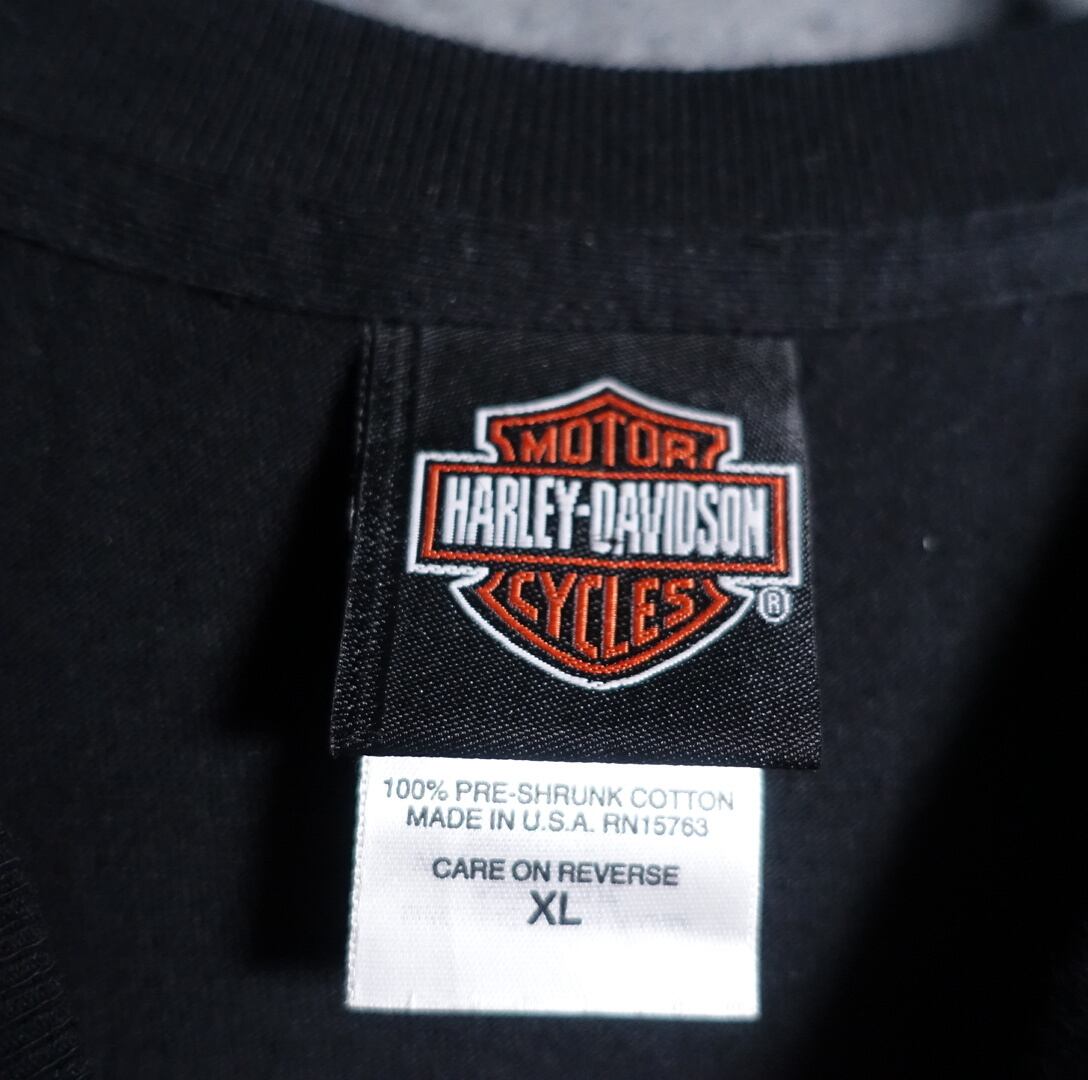 MOTOR
HARLEY-DAVIDSON
CYCLES
®
100% PRE-SHRUNK COTTON
MADE IN U.S.A. RN15763
CARE ON REVERSE
XL